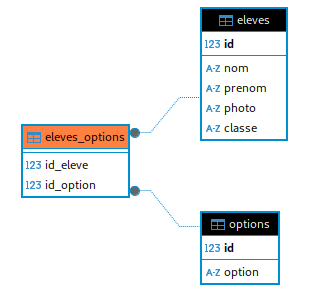 eleves
123 id
A-Z nom
A-Z prenom
A-Z photo
A-Z classe
eleves_options
123 id_eleve
123 id_option
options
123 id
A-Z option